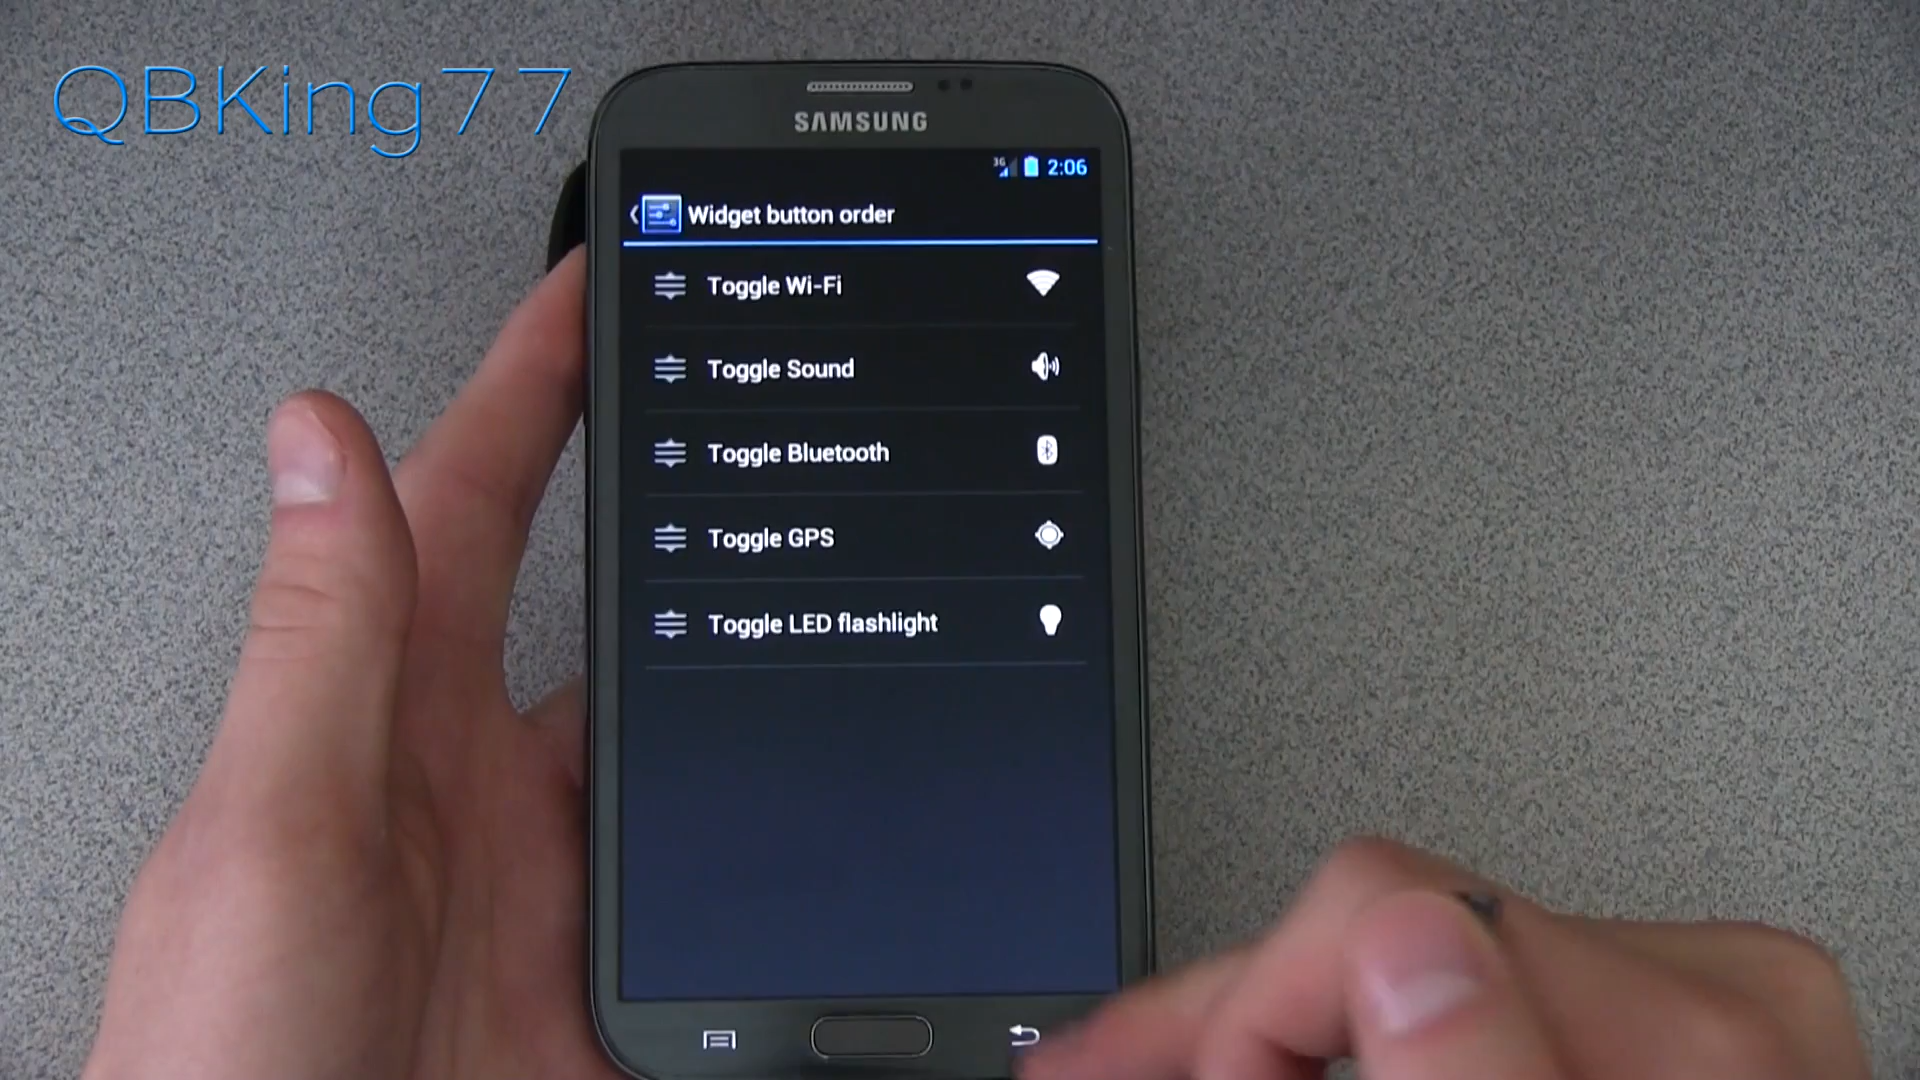 QBKing77
SAMSUNG
3G 2:06
Widget button order
Toggle Wi-Fi
Toggle Sound
Toggle Bluetooth
Toggle GPS
Toggle LED flashlight